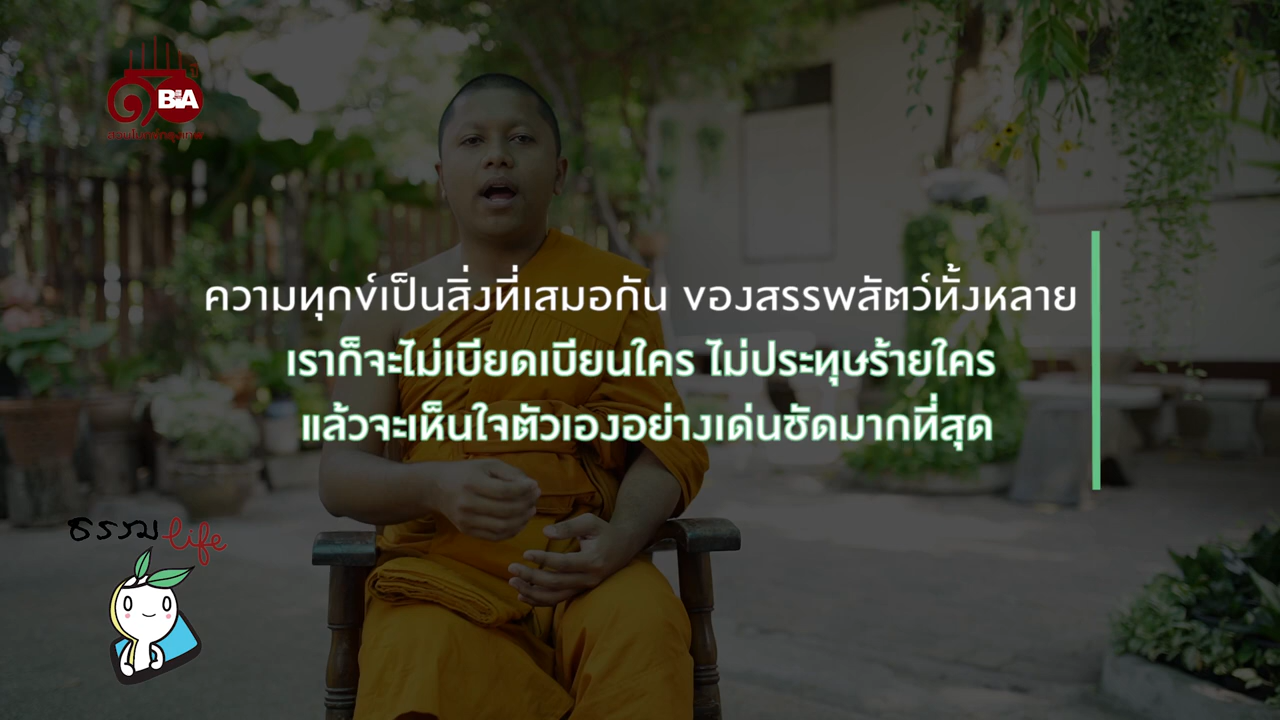 BIA
ความทุกข์เป็นสิ่งที่เสมอกัน ของสรรพสัตว์ทั้งหลาย
เราก็จะไม่เบียดเบียนใคร ไม่ประทุษร้ายใคร
แล้วจะเห็นใจตัวเองอย่างเด่นชัดมากที่สุด
ธรรมะ life